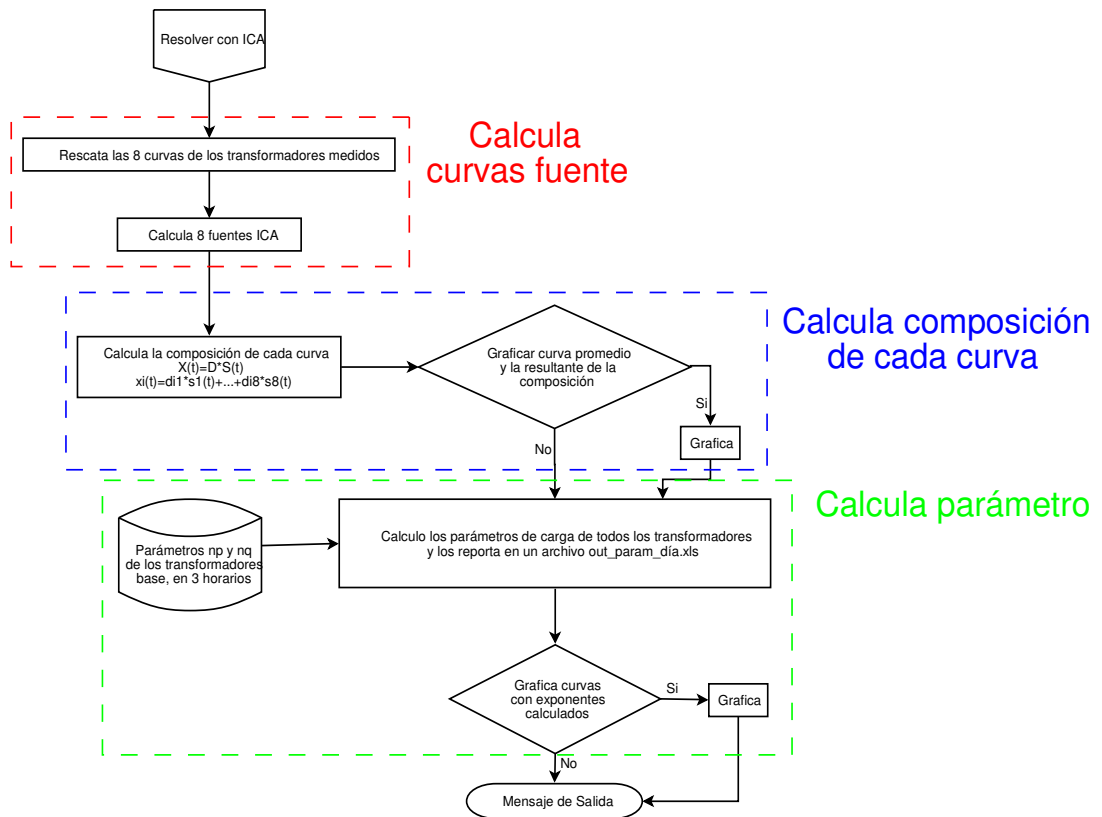 Resolver con ICA
Calcula
curvas fuente
Rescata las 8 curvas de los transformadores medidos
Calcula 8 fuentes ICA
Calcula composición
de cada curva
Calcula la composición de cada curva
X(t)=D*S(t)
xi(t)=di1*s1(t)+...+di8*s8(t)
Graficar curva promedio
y la resultante de la
composición
Si
Grafica
No
Calcula parámetro
Parámetros np y nq
de los transformadores
base, en 3 horarios
Calculo los parámetros de carga de todos los transformadores
y los reporta en un archivo out_param_día.xls
Grafica curvas
con exponentes
calculados
Si
Grafica
No
Mensaje de Salida